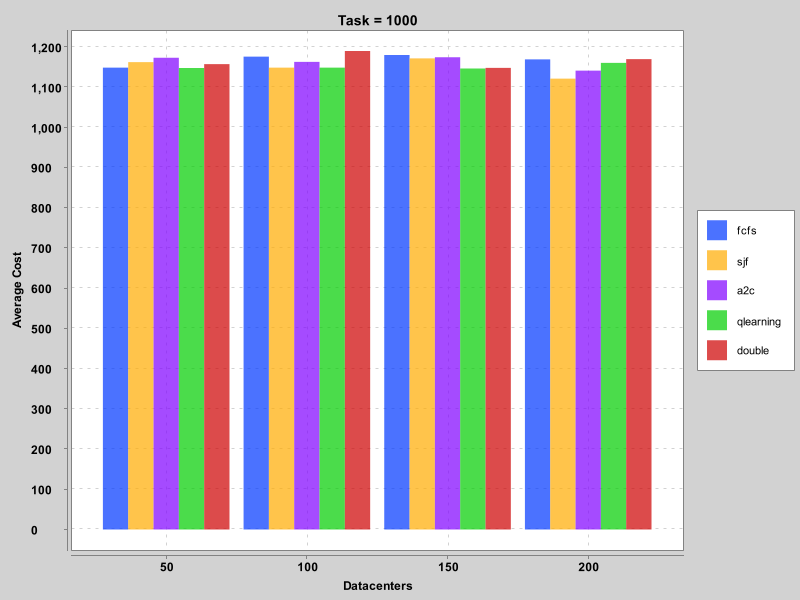 Task = 1000
1,200
1,100
1,000
900
800
700
600
500
400
300
200
100
0
Average Cost
50 100 150 200
Datacenters
fcfs
sjf
a2c
qlearning
double